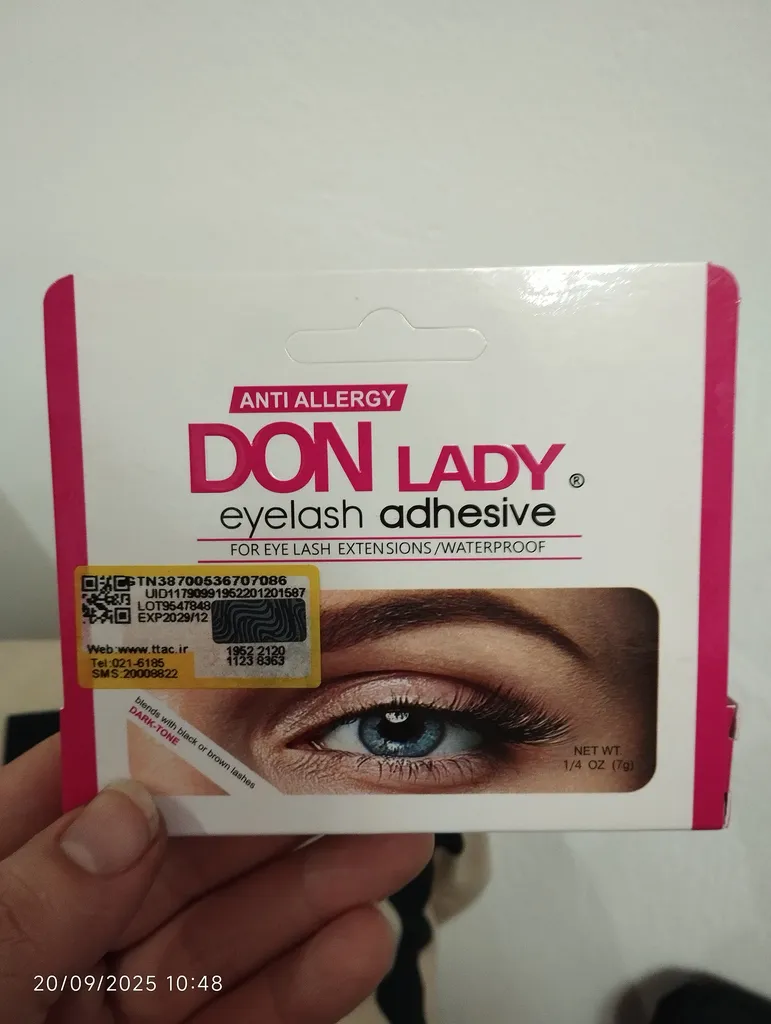 ANTI ALLERGY
DON LADY ®
eyelash adhesive
FOR EYE LASH EXTENSIONS/WATERPROOF
GTN38700536707086
UID11790991952201201587
LOT9547848
EXP2029/12
Web:www.ttac.ir
1952 2120
Tel:021-6185
1123 8363
SMS:20008822
blends with black or brown lashes
DARK-TONE
NET WT.
1/4 OZ (7g)
20/09/2025 10:48